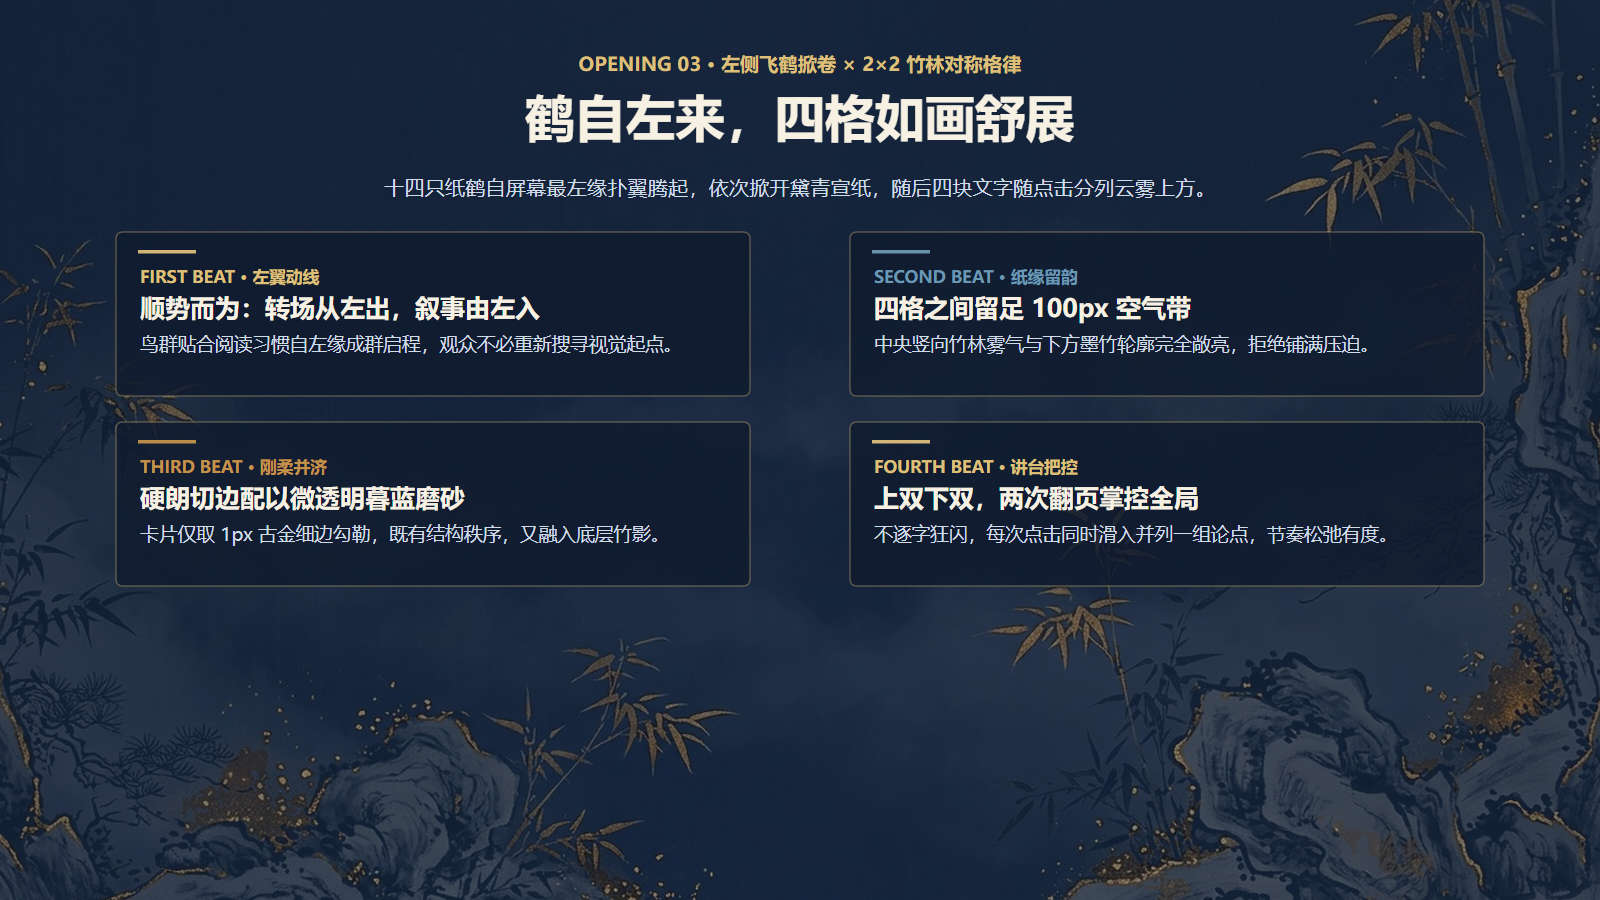 OPENING 03 • 左侧飞鹤掀卷 × 2×2 竹林对称格律
鹤自左来，四格如画舒展
十四只纸鹤自屏幕最左缘扑翼腾起，依次掀开黛青宣纸，随后四块文字随点击分列云雾上方。
FIRST BEAT • 左翼动线
顺势而为：转场从左出，叙事由左入
鸟群贴合阅读习惯自左缘成群启程，观众不必重新搜寻视觉起点。
SECOND BEAT • 纸缘留韵
四格之间留足 100px 空气带
中央竖向竹林雾气与下方墨竹轮廓完全敞亮，拒绝铺满压迫。
THIRD BEAT • 刚柔并济
硬朗切边配以微透明暮蓝磨砂
卡片仅取 1px 古金细边勾勒，既有结构秩序，又融入底层竹影。
FOURTH BEAT • 讲台把控
上双下双，两次翻页掌控全局
不逐字狂闪，每次点击同时滑入并列一组论点，节奏松弛有度。